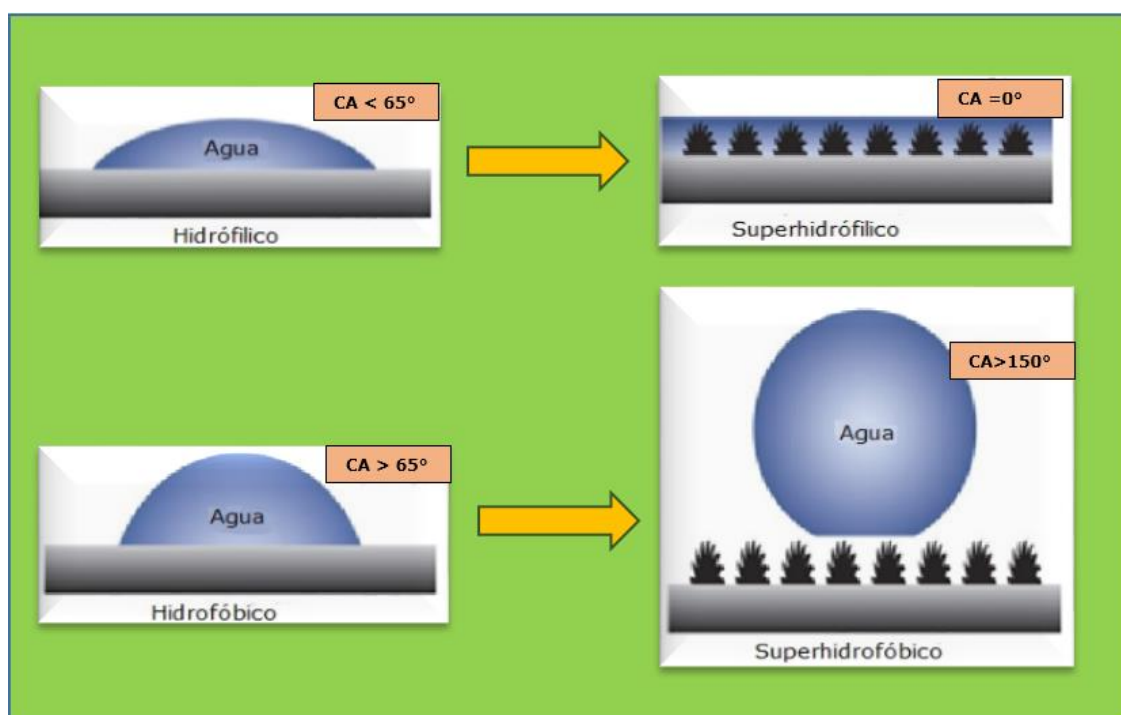 CA < 65°
Agua
Hidrófilico
CA =0°
Superhidrófilico
CA > 65°
Agua
Hidrofóbico
CA>150°
Agua
Superhidrofóbico